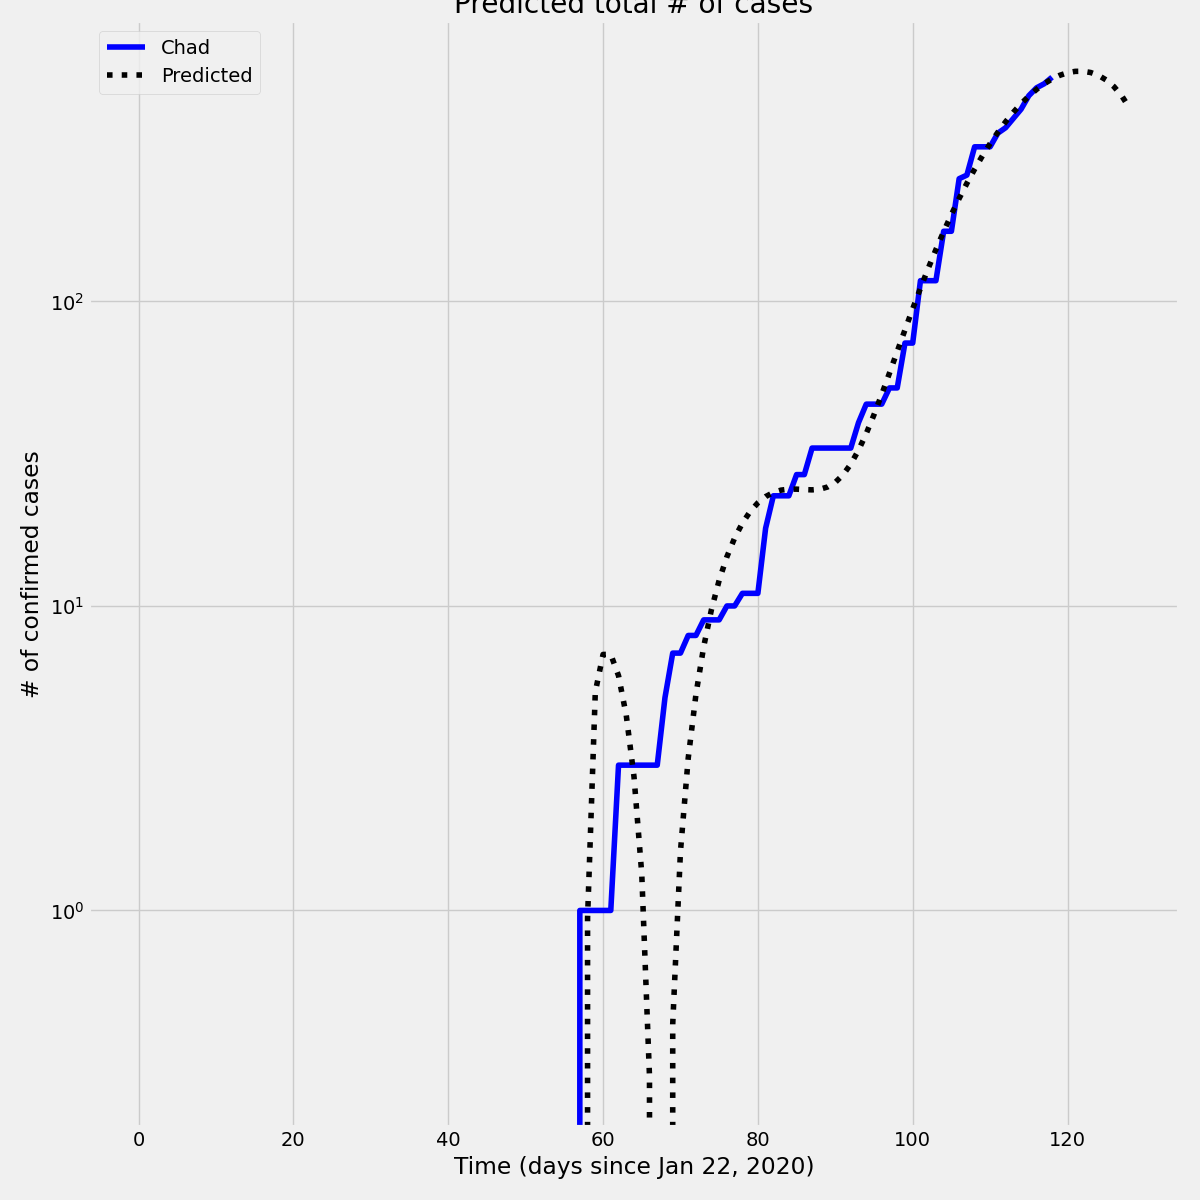 Predicted total # of cases
Chad
Predicted
10²
10¹
10⁰
# of confirmed cases
0 20 40 60 80 100 120
Time (days since Jan 22, 2020)